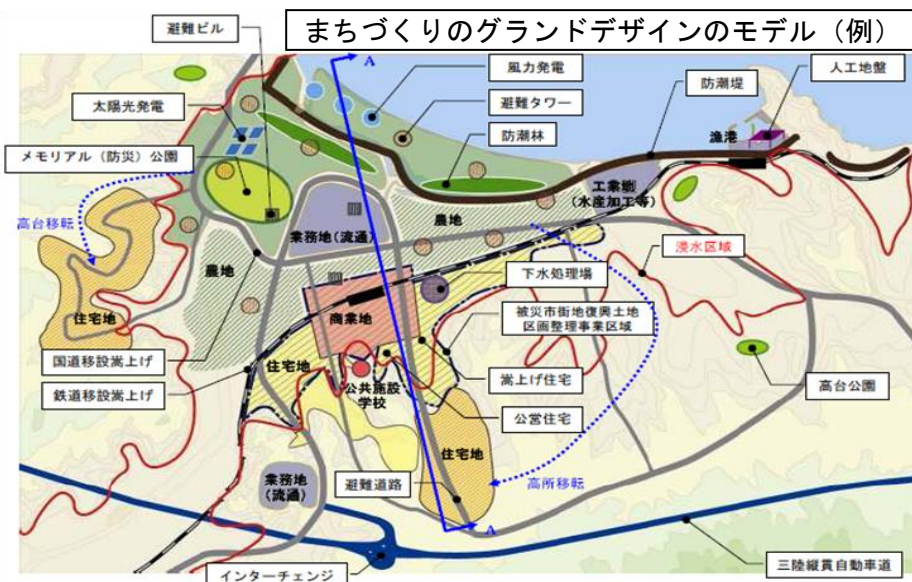 まちづくりのグランドデザインのモデル（例）
避難ビル
A
風力発電
防潮堤
人工地盤
太陽光発電
避難タワー
漁港
メモリアル（防災）公園
防潮林
高台移転
農地
工業地
（水産加工等）
業務地（流通）
浸水区域
農地
下水処理場
住宅地
商業地
被災市街地復興土地
区画整理事業区域
国道移設嵩上げ
住宅地
嵩上げ住宅
高台公園
鉄道移設嵩上げ
公共施設
学校
公営住宅
住宅地
業務地
（流通）
避難道路
高所移転
A
三陸縦貫自動車道
インターチェンジ